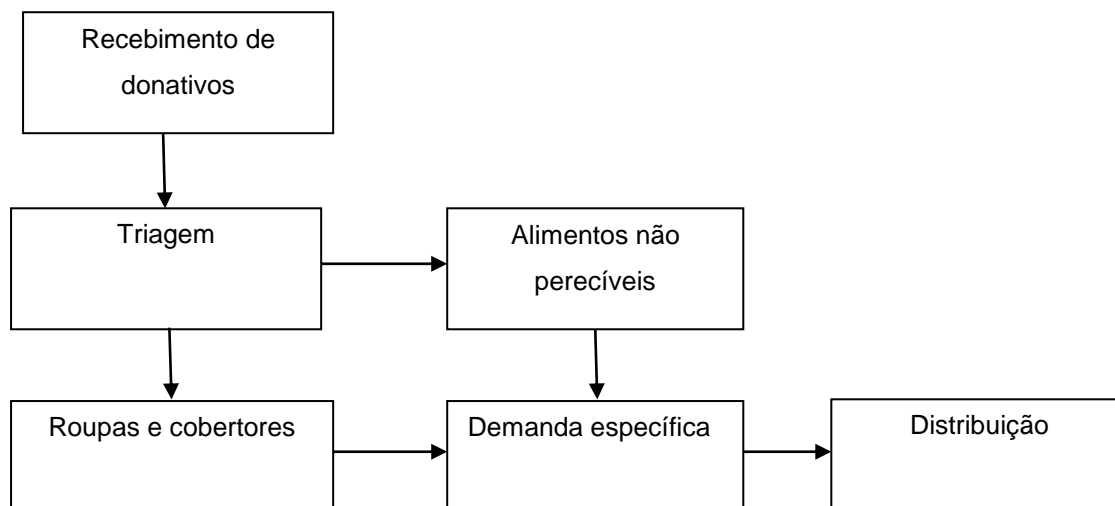 Recebimento de
donativos
Triagem
Alimentos não
perecíveis
Roupas e cobertores
Demanda específica
Distribuição